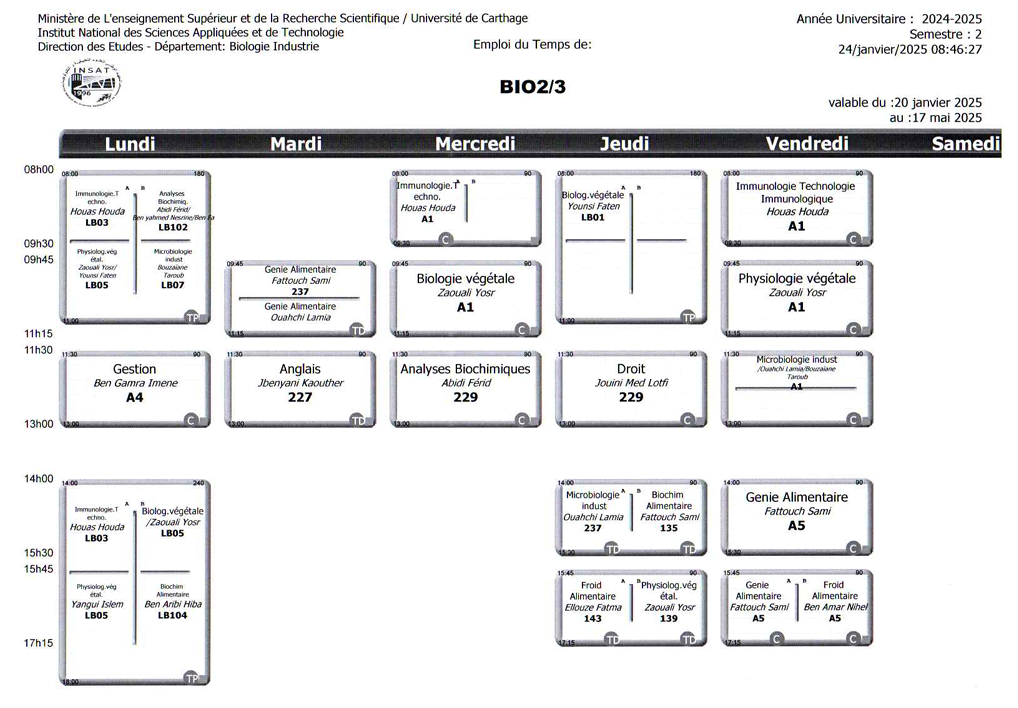 Ministère de L'enseignement Supérieur et de la Recherche Scientifique / Université de Carthage
Institut National des Sciences Appliquées et de Technologie
Direction des Etudes - Département: Biologie Industrie
Emploi du Temps de:
Année Universitaire : 2024-2025
Semestre : 2
24/janvier/2025 08:46:27
INSAT
1996
BIO2/3
valable du :20 janvier 2025
au :17 mai 2025
Lundi Mardi Mercredi Jeudi Vendredi Samedi
08h00
09h30
09h45
11h15
11h30
13h00
14h00
15h30
15h45
17h15
08:00 180
A B
Immunologie.T
echno.
Houas Houda
LB03
Analyses
Biochimiq.
Abidi Férid/
Ben yahmed Nesrine/Ben Fa
LB102
Physiolog.vég
étal.
Zaouali Yosr/
Younsi Faten
LB05
Microbiologie
indust
Bouzaiane
Taroub
LB07
11:00
TP
11:30 90
Gestion
Ben Gamra Imene
A4
13:00
C
14:00 240
A B
Immunologie.T
echno.
Houas Houda
LB03
Biolog.végétale
/Zaouali Yosr
LB05
Physiolog.vég
étal.
Yangui Islem
LB05
Biochim
Alimentaire
Ben Aribi Hiba
LB104
18:00
TP
09:45 90
Genie Alimentaire
Fattouch Sami
237
Genie Alimentaire
Ouahchi Lamia
11:15
TD
11:30 90
Anglais
Jbenyani Kaouther
227
13:00
TD
08:00 90
A B
Immunologie.T
echno.
Houas Houda
A1
09:30
C
09:45 90
Biologie végétale
Zaouali Yosr
A1
11:15
C
11:30 90
Analyses Biochimiques
Abidi Férid
229
13:00
C
08:00 180
A B
Biolog.végétale
Younsi Faten
LB01
11:00
TP
11:30 90
Droit
Jouini Med Lotfi
229
13:00
C
14:00 90
A B
Microbiologie
indust
Ouahchi Lamia
237
Biochim
Alimentaire
Fattouch Sami
135
15:30
TD
TD
15:45 90
A B
Froid
Alimentaire
Ellouze Fatma
143
Physiolog.vég
étal.
Zaouali Yosr
139
17:15
TD
TD
08:00 90
Immunologie Technologie
Immunologique
Houas Houda
A1
09:30
C
09:45 90
Physiologie végétale
Zaouali Yosr
A1
11:15
C
11:30 90
Microbiologie indust
/Ouahchi Lamia/Bouzaiane
Taroub
A1
13:00
C
14:00 90
Genie Alimentaire
Fattouch Sami
A5
15:30
C
15:45 90
A B
Genie
Alimentaire
Fattouch Sami
A5
Froid
Alimentaire
Ben Amar Nihel
A5
17:15
C
C